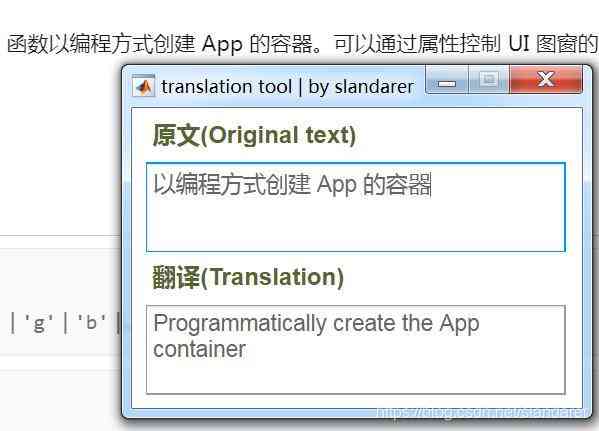 函数以编程方式创建 App 的容器。可以通过属性控制 UI 图窗的
translation tool | by slandarer
原文(Original text)
以编程方式创建 App 的容器
翻译(Translation)
| 'g' | 'b' |
Programmatically create the App
container
https://blog.csdn.net/slandarer